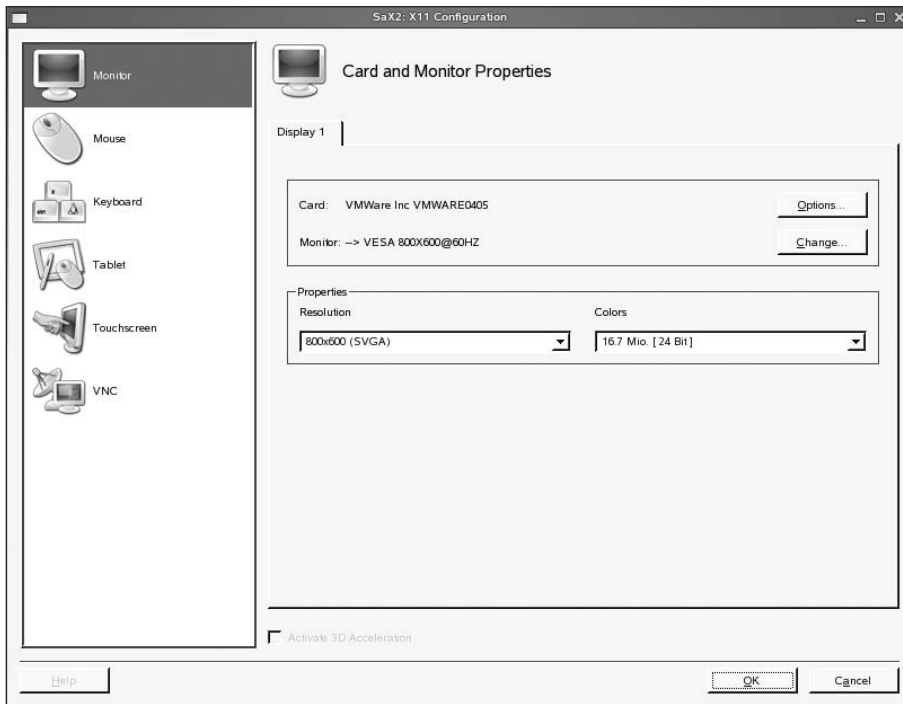 SaX2: X11 Configuration
Monitor
Mouse
Keyboard
Tablet
Touchscreen
VNC
Card and Monitor Properties
Display 1
Card: VMWare Inc VMWARE0405
Options...
Monitor: --> VESA 800X600@60HZ
Change...
Properties
Resolution
Colors
800x600 (SVGA)
16.7 Mio. [ 24 Bit ]
Activate 3D Acceleration
Help
OK
Cancel